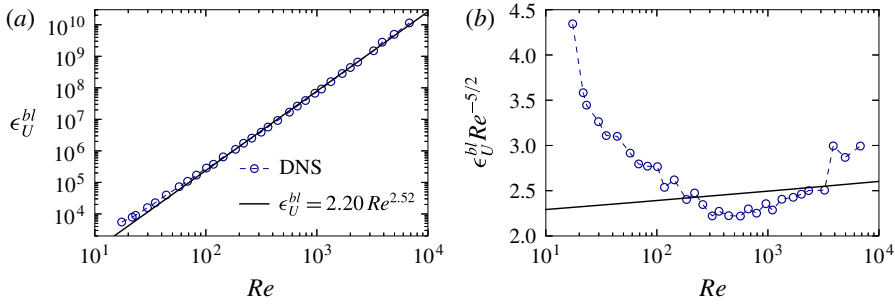 (a)
10^10
10^9
10^8
10^7
10^6
10^5
10^4
ϵ_U^{bl}
DNS
ϵ_U^{bl} = 2.20 Re^{2.52}
10^1 10^2 10^3 10^4
Re
(b)
4.5
4.0
3.5
3.0
2.5
2.0
ϵ_U^{bl} Re^{−5/2}
10^1 10^2 10^3 10^4
Re